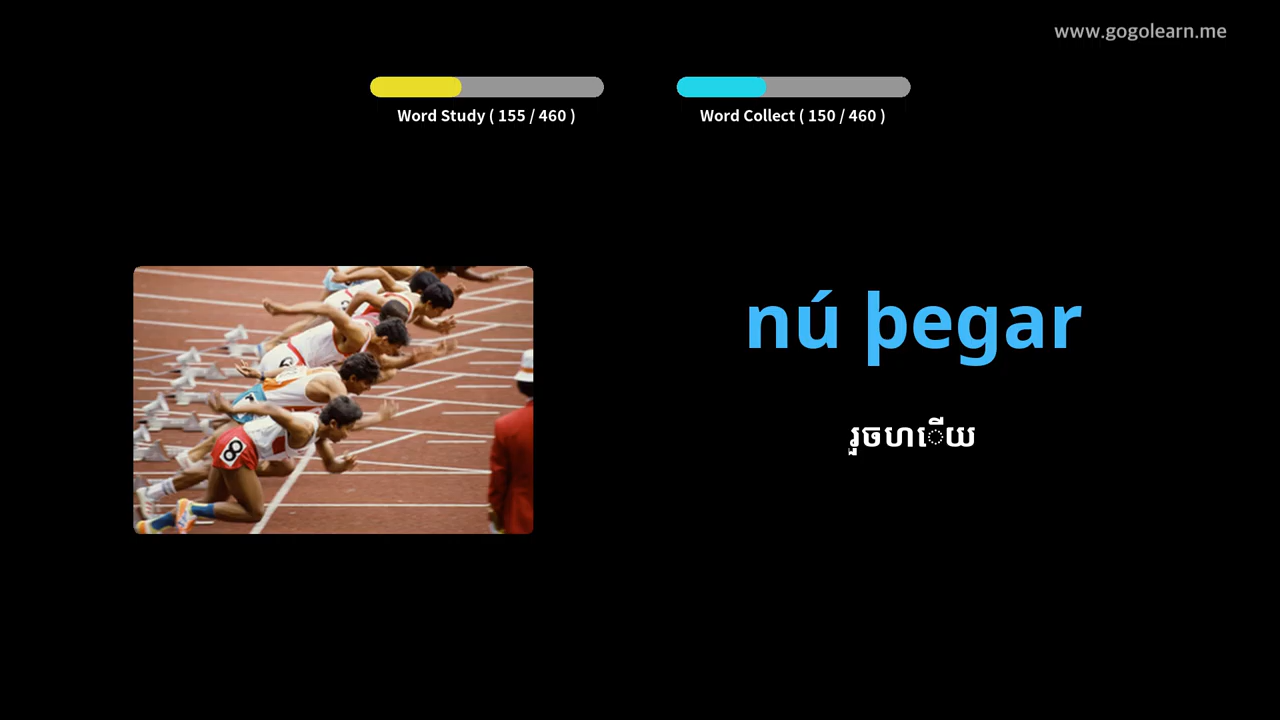 www.gogolearn.me
Word Study ( 155 / 460 )
Word Collect ( 150 / 460 )
8
nú þegar
រួចហើយ